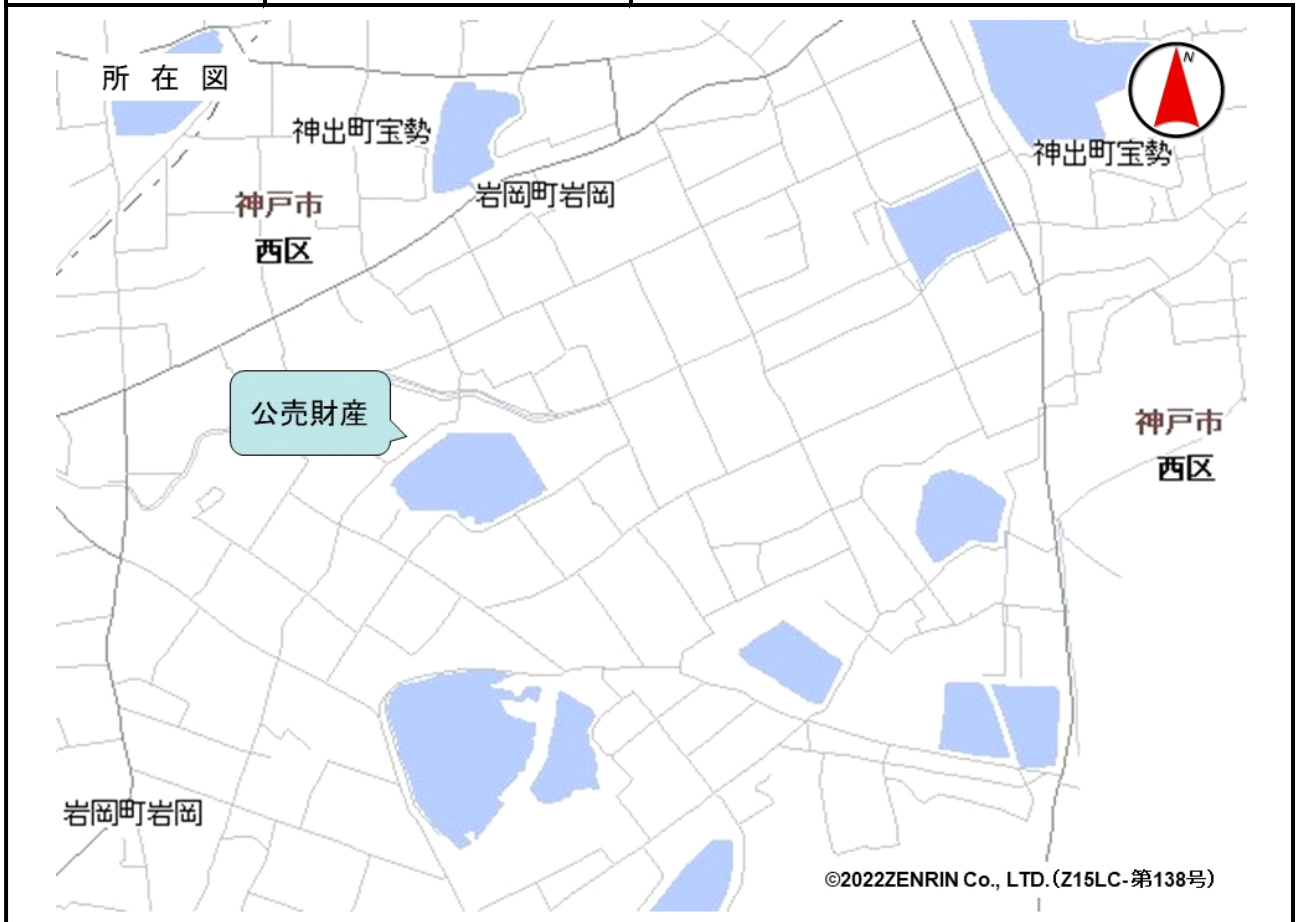 所 在 図
N
神出町宝勢
神出町宝勢
岩岡町岩岡
神戸市
西区
公売財産
神戸市
西区
岩岡町岩岡
©2022ZENRIN Co., LTD.(Z15LC-第138号)